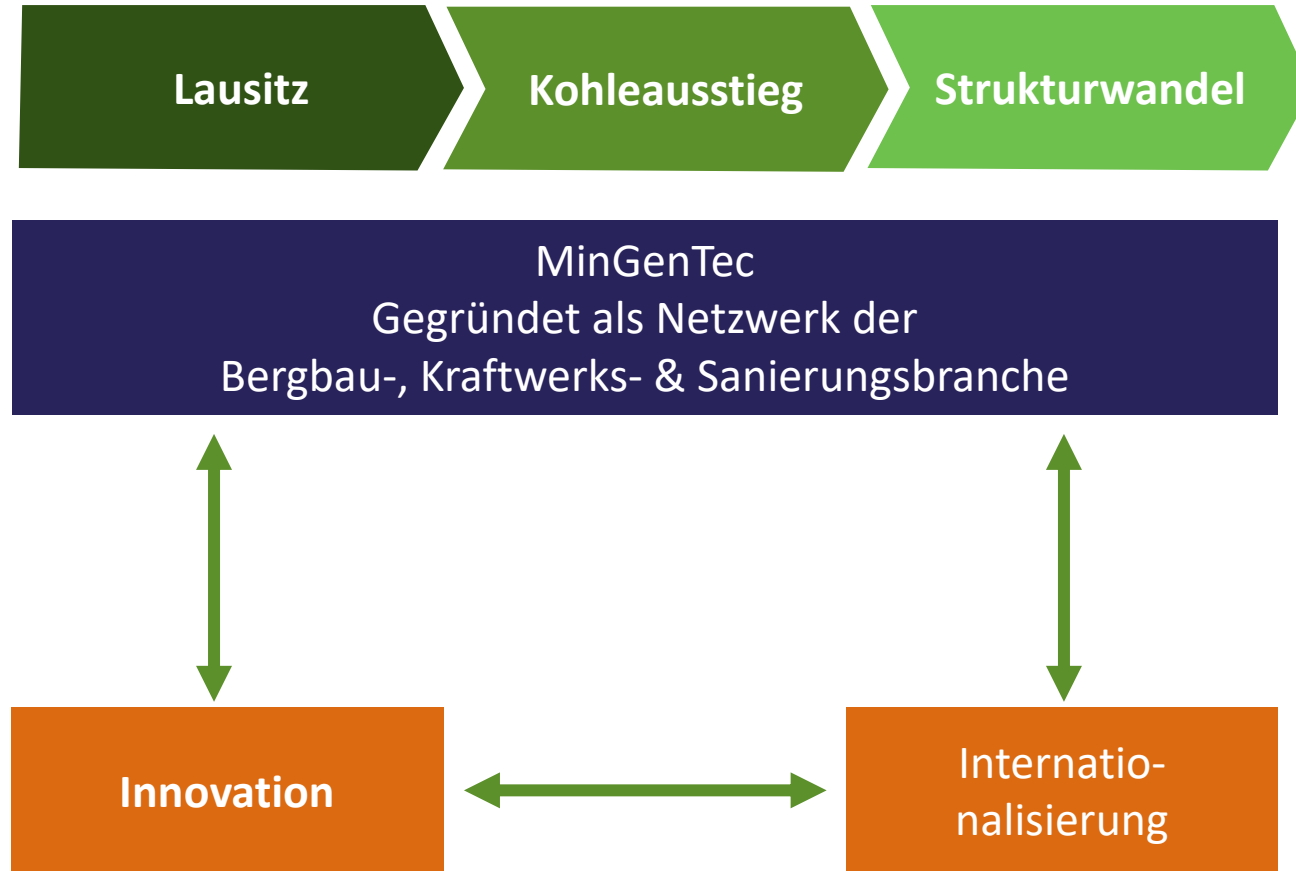 Lausitz
Kohleausstieg
Strukturwandel
MinGenTec
Gegründet als Netzwerk der
Bergbau-, Kraftwerks- & Sanierungsbranche
Innovation
Internatio-
nalisierung